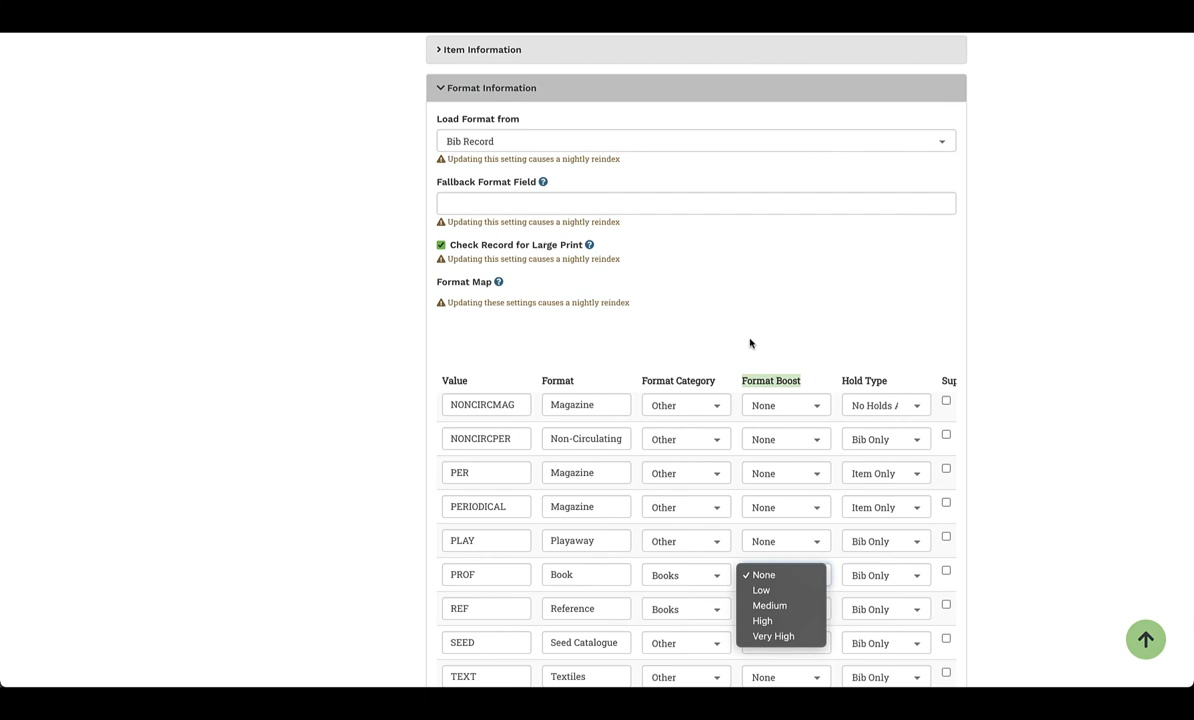 Item Information
Format Information
Load Format from
Bib Record
Updating this setting causes a nightly reindex
Fallback Format Field
Updating this setting causes a nightly reindex
Check Record for Large Print
Updating this setting causes a nightly reindex
Format Map
Updating these settings causes a nightly reindex
Value Format Format Category Format Boost Hold Type Sup
NONCIRCMAG Magazine Other None No Holds
NONCIRCPER Non-Circulating Other None Bib Only
PER Magazine Other None Item Only
PERIODICAL Magazine Other None Item Only
PLAY Playaway Other None Bib Only
PROF Book Books ✓ None Bib Only
Low
Medium
REF Reference Books High Bib Only
Very High
SEED Seed Catalogue Other Bib Only
TEXT Textiles Other None Bib Only